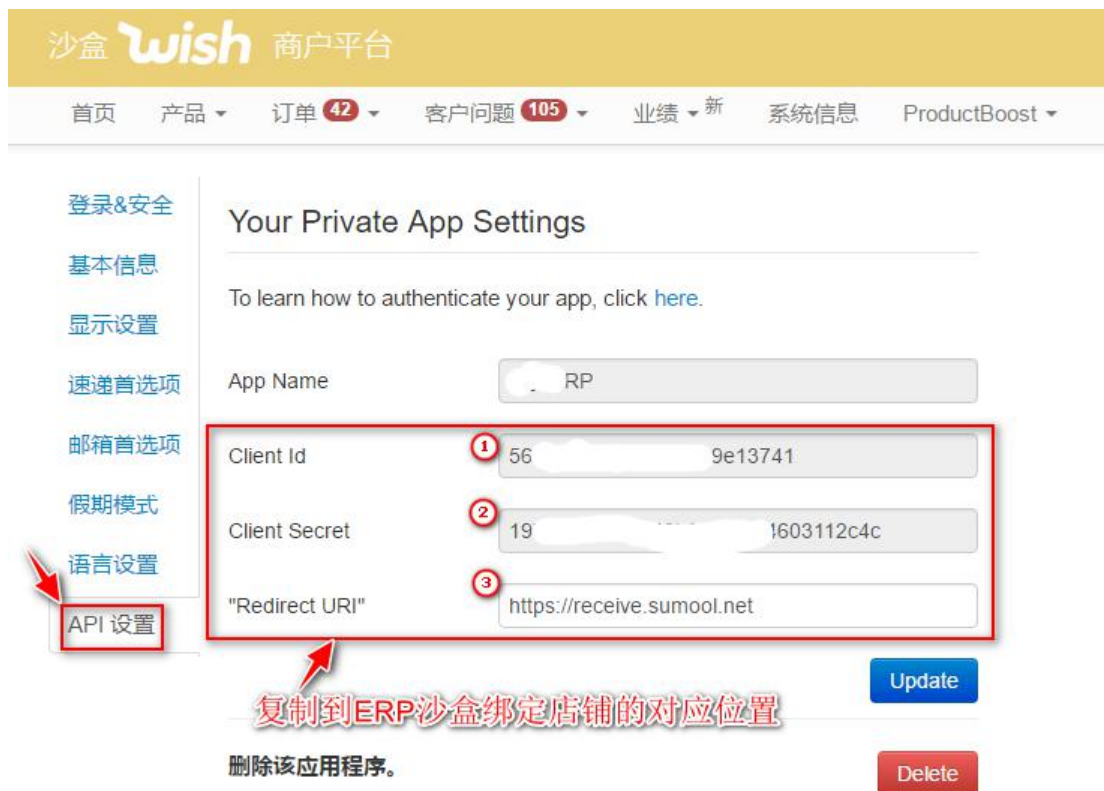 沙盒 wish 商户平台
首页 产品 订单 42 客户问题 105 业绩 新 系统信息 ProductBoost
登录&安全
基本信息
显示设置
速递首选项
邮箱首选项
假期模式
语言设置
API 设置
Your Private App Settings
To learn how to authenticate your app, click here.
App Name RP
Client Id ① 56 9e13741
Client Secret ② 19 4603112c4c
"Redirect URI" ③ https://receive.sumool.net
Update
复制到ERP沙盒绑定店铺的对应位置
删除该应用程序。
Delete